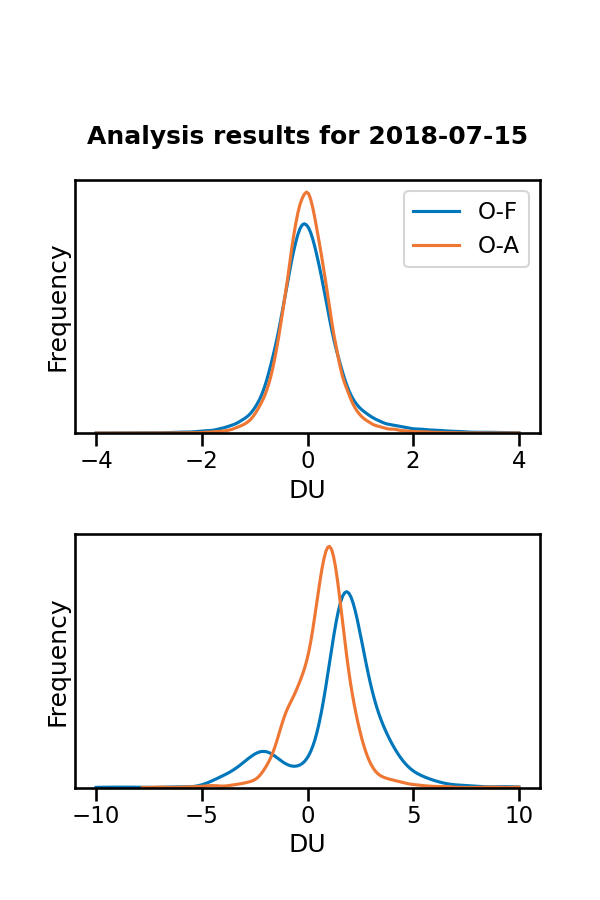 Analysis results for 2018-07-15
O-F
O-A
Frequency
−4 −2 0 2 4
DU
Frequency
−10 −5 0 5 10
DU